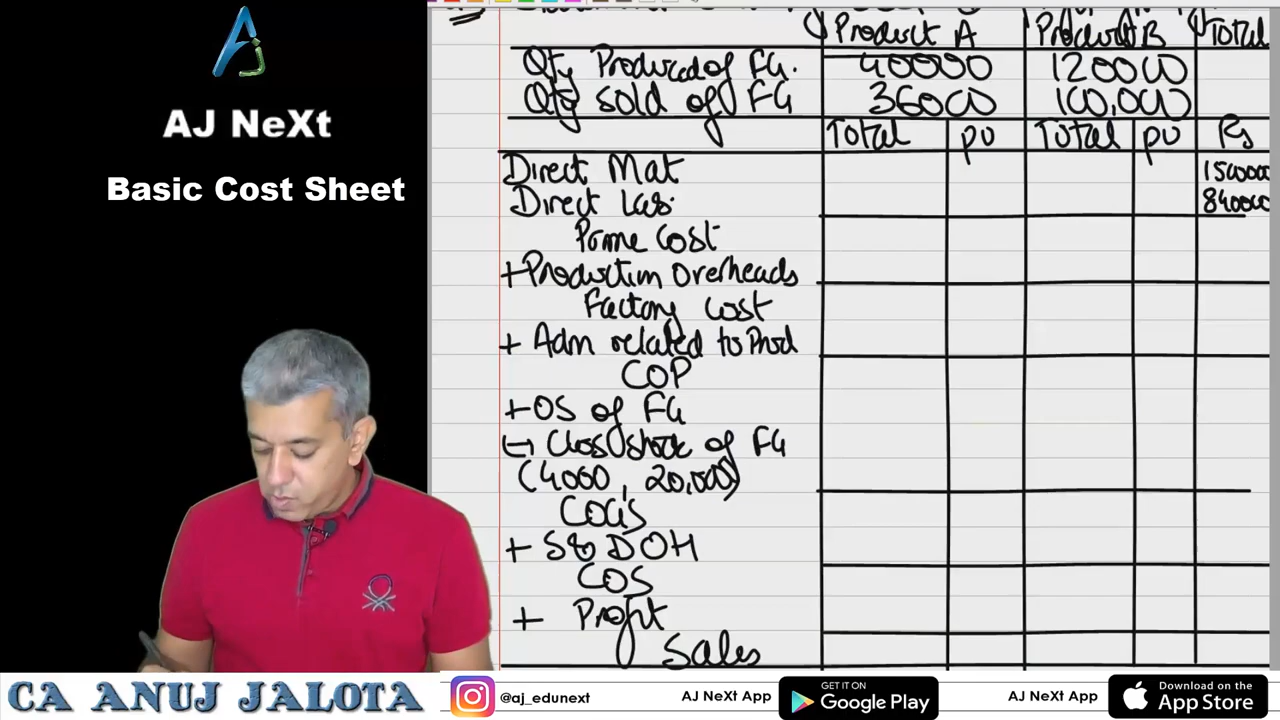 Product A Product B Total
Qty Produced of FG. 40000 120000
Qty sold of FG 36000 100,000
Total pu Total pu Rs
Direct Mat 1500000
Direct Lab. 840000
Prime Cost
+Production overheads
Factory Cost
+ Adm related to Prod
COP
+OS of FG
(-) Clos stock of FG
(4000, 20,000)
COGS
+ S&DOH
COS
+ Profit
Sales
AJ NeXt
Basic Cost Sheet
CA ANUJ JALOTA
@aj_edunext
AJ NeXt App
GET IT ON
Google Play
AJ NeXt App
Download on the
App Store